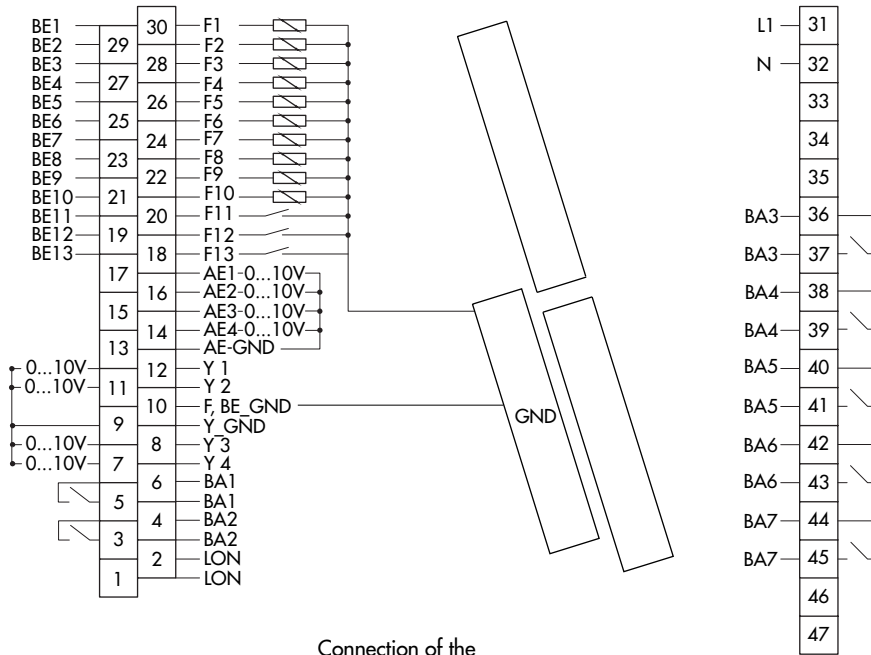 BE1 30 F1 L1 31
BE2 29 F2
BE3 28 F3 N 32
BE4 27 F4
BE5 26 F5 33
BE6 25 F6
BE7 24 F7 34
BE8 23 F8
BE9 22 F9 35
BE10 21 F10
BE11 20 F11 BA3 36
BE12 19 F12
BE13 18 F13 BA3 37
17 AE1-0...10V
16 AE2-0...10V BA4 38
15 AE3-0...10V
14 AE4-0...10V BA4 39
13 AE-GND
0...10V 12 Y 1 BA5 40
0...10V 11 Y 2
10 F, BE_GND GND BA5 41
9 Y_GND
0...10V 8 Y 3 BA6 42
0...10V 7 Y 4
6 BA1 BA6 43
5 BA1
4 BA2 BA7 44
3 BA2
2 LON BA7 45
1 LON
46
47
Connection of the